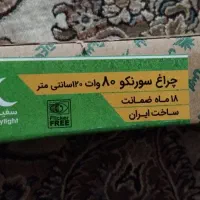 چراغ سورنکو ۸۰ وات ۱۲۰سانتی متر
۱۸ ماه ضمانت
ساخت ایران
FREE